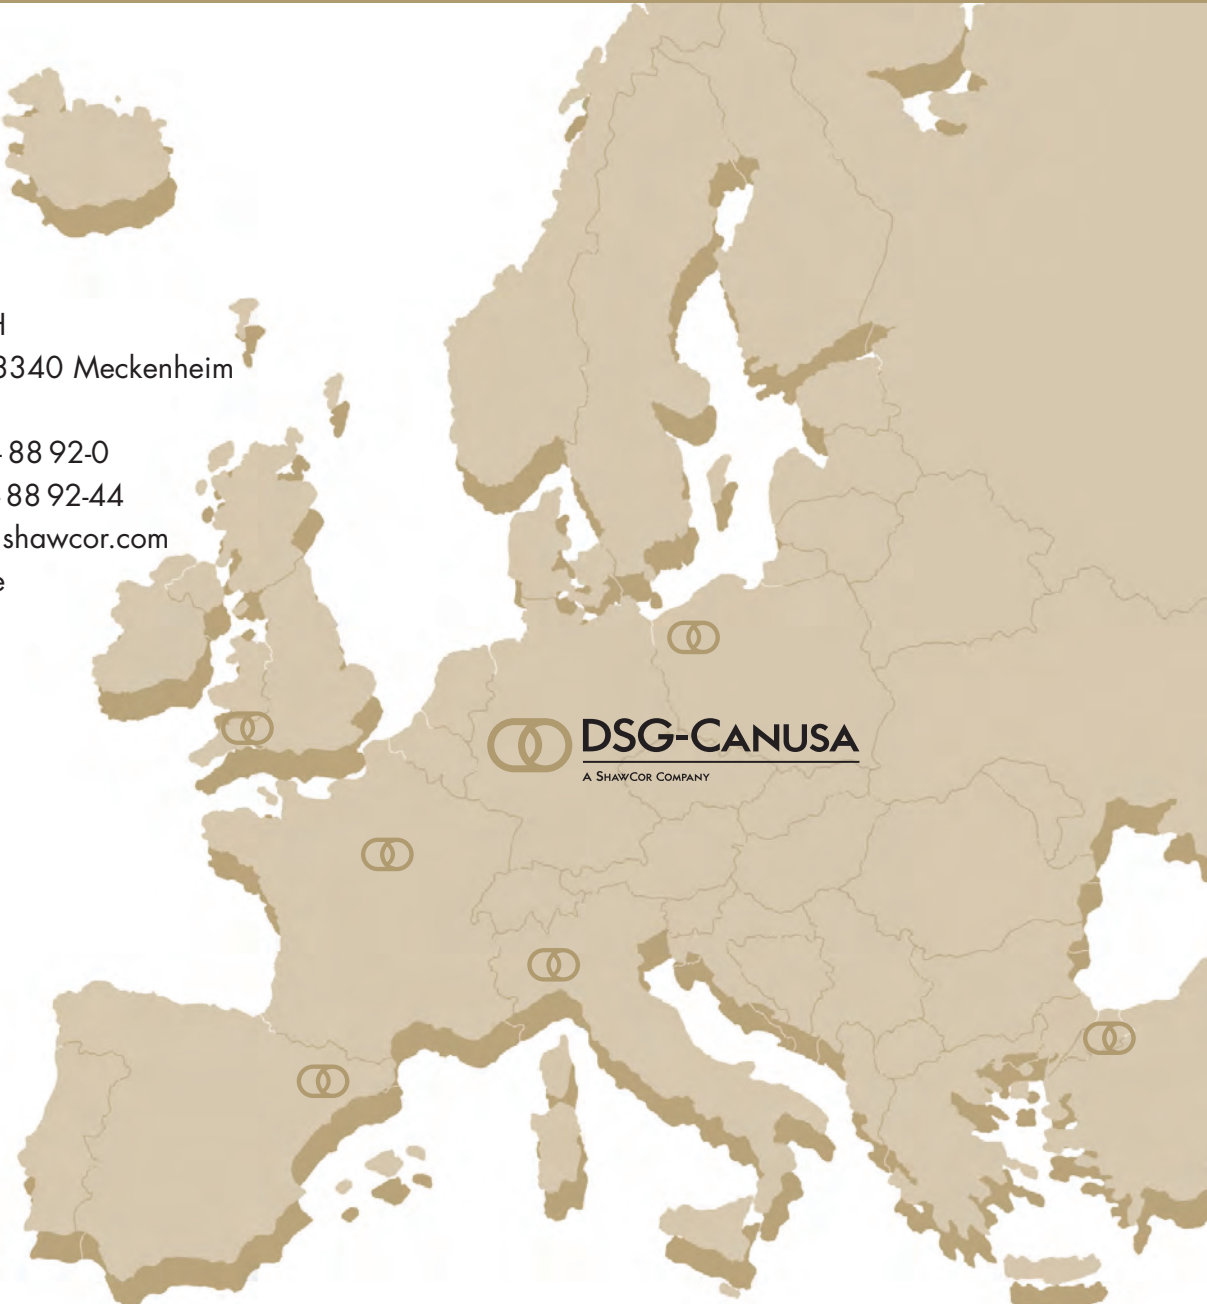 H
3340 Meckenheim
88 92-0
88 92-44
shawcor.com
e
DSG-CANUSA
A SHAWCOR COMPANY